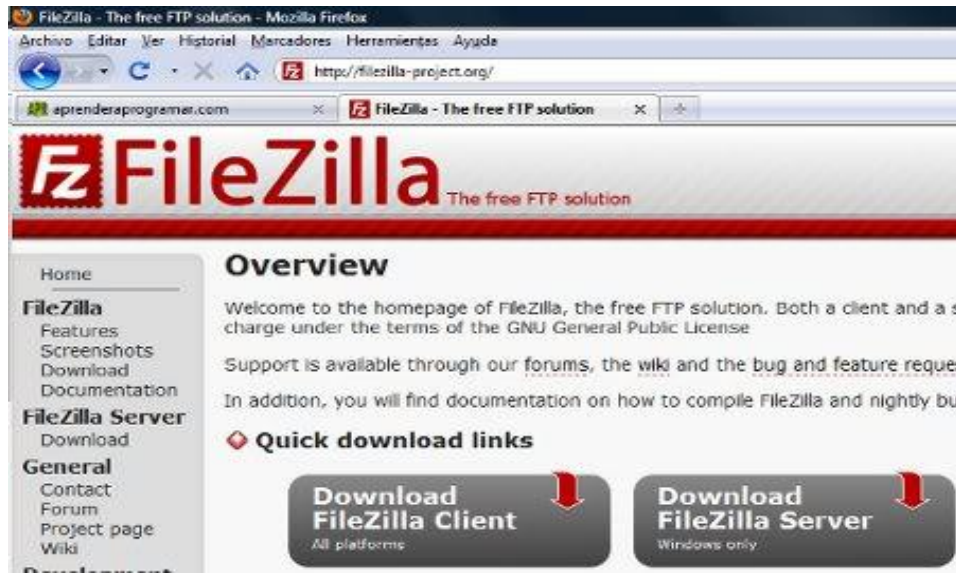 FileZilla - The free FTP solution - Mozilla Firefox
Archivo Editar Ver Historial Marcadores Herramientas Ayuda
http://filezilla-project.org/
aprenderaprogramar.com
FileZilla - The free FTP solution
FZ FileZilla The free FTP solution
Home
FileZilla
Features
Screenshots
Download
Documentation
FileZilla Server
Download
General
Contact
Forum
Project page
Wiki
Development
Overview
Welcome to the homepage of FileZilla, the free FTP solution. Both a client and a s
charge under the terms of the GNU General Public License
Support is available through our forums, the wiki and the bug and feature reque
In addition, you will find documentation on how to compile FileZilla and nightly bu
Quick download links
Download
FileZilla Client
All platforms
Download
FileZilla Server
Windows only